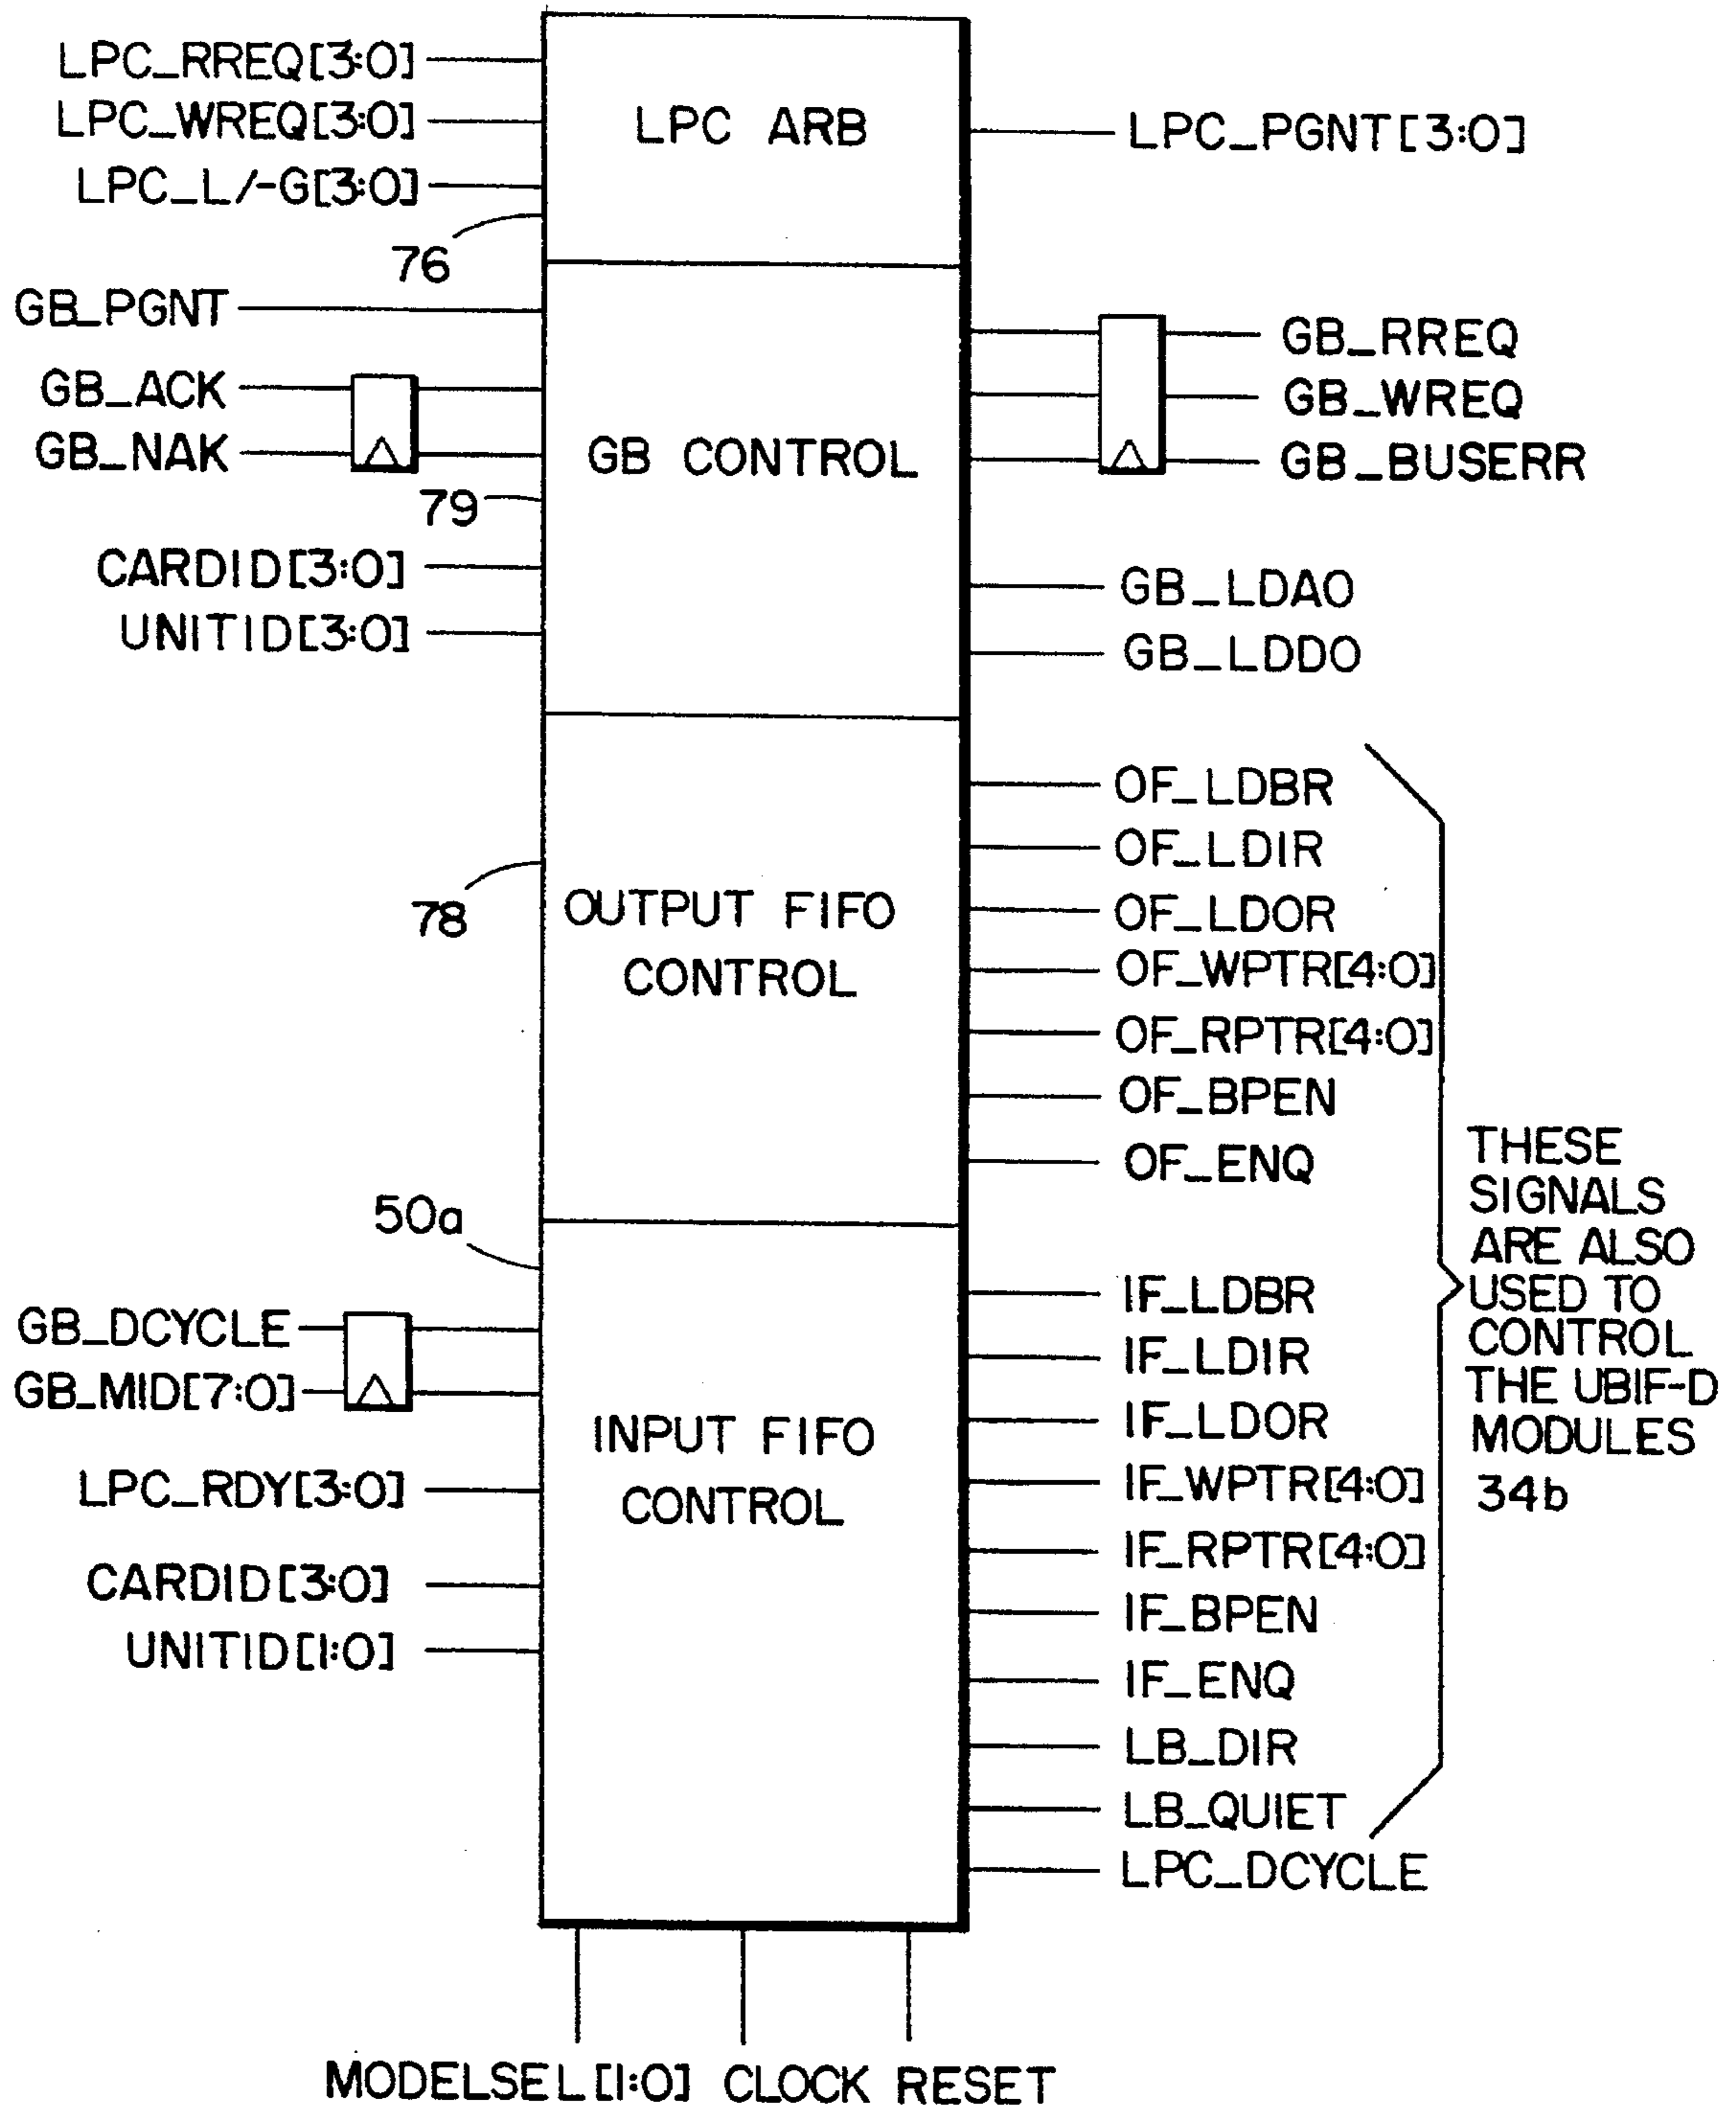 LPC_RREQ[3:0]
LPC_WREQ[3:0]
LPC_L/-G[3:0]
76
LPC ARB
LPC_PGNT[3:0]
GB_PGNT
GB_ACK
GB_NAK
79
CARDID[3:0]
UNITID[3:0]
GB CONTROL
GB_RREQ
GB_WREQ
GB_BUSERR
GB_LDAO
GB_LDDO
78
OUTPUT FIFO
CONTROL
OF_LDBR
OF_LDIR
OF_LDOR
OF_WPTR[4:0]
OF_RPTR[4:0]
OF_BPEN
OF_ENQ
50a
GB_DCYCLE
GB_MID[7:0]
LPC_RDY[3:0]
CARDID[3:0]
UNITID[1:0]
INPUT FIFO
CONTROL
IF_LDBR
IF_LDIR
IF_LDOR
IF_WPTR[4:0]
IF_RPTR[4:0]
IF_BPEN
IF_ENQ
LB_DIR
LB_QUIET
LPC_DCYCLE
THESE
SIGNALS
ARE ALSO
USED TO
CONTROL
THE UBIF-D
MODULES
34b
MODELSEL[1:0] CLOCK RESET